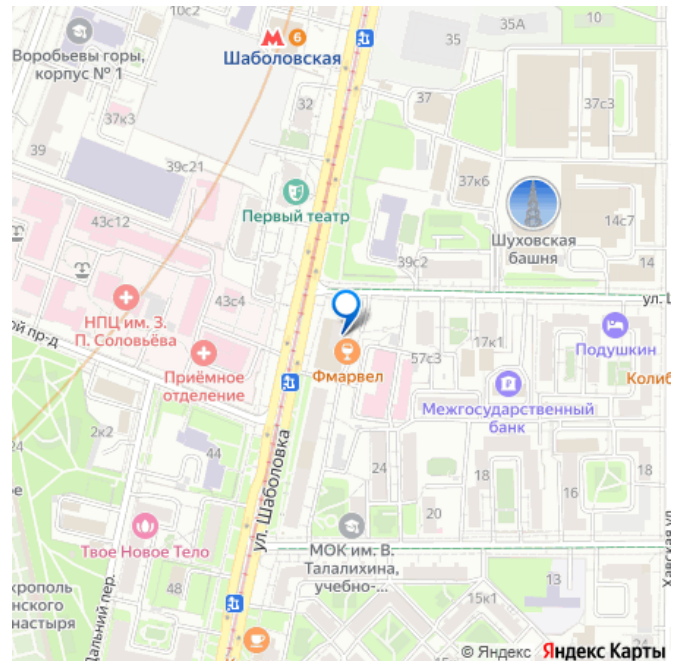 10с2
35А
10
35
6
Воробьевы горы,
корпус № 1
Шаболовская
37
37с3
32
37к3
39
39с21
37к6
Первый театр
14с7
43с12
Шуховская
башня
39с2
14
43с4
НПЦ им. З.
П. Соловьёва
17к1
57с3
Подушкин
Приёмное
отделение
Фмарвел
Межгосударственный
банк
2к2
44
ул. Шаболовка
24
18
18
16
20
Твое Новое Тело
МОК им. В.
Талалихина,
учебно-...
48
Дальний пер.
13
15к1
© Яндекс Яндекс Карты